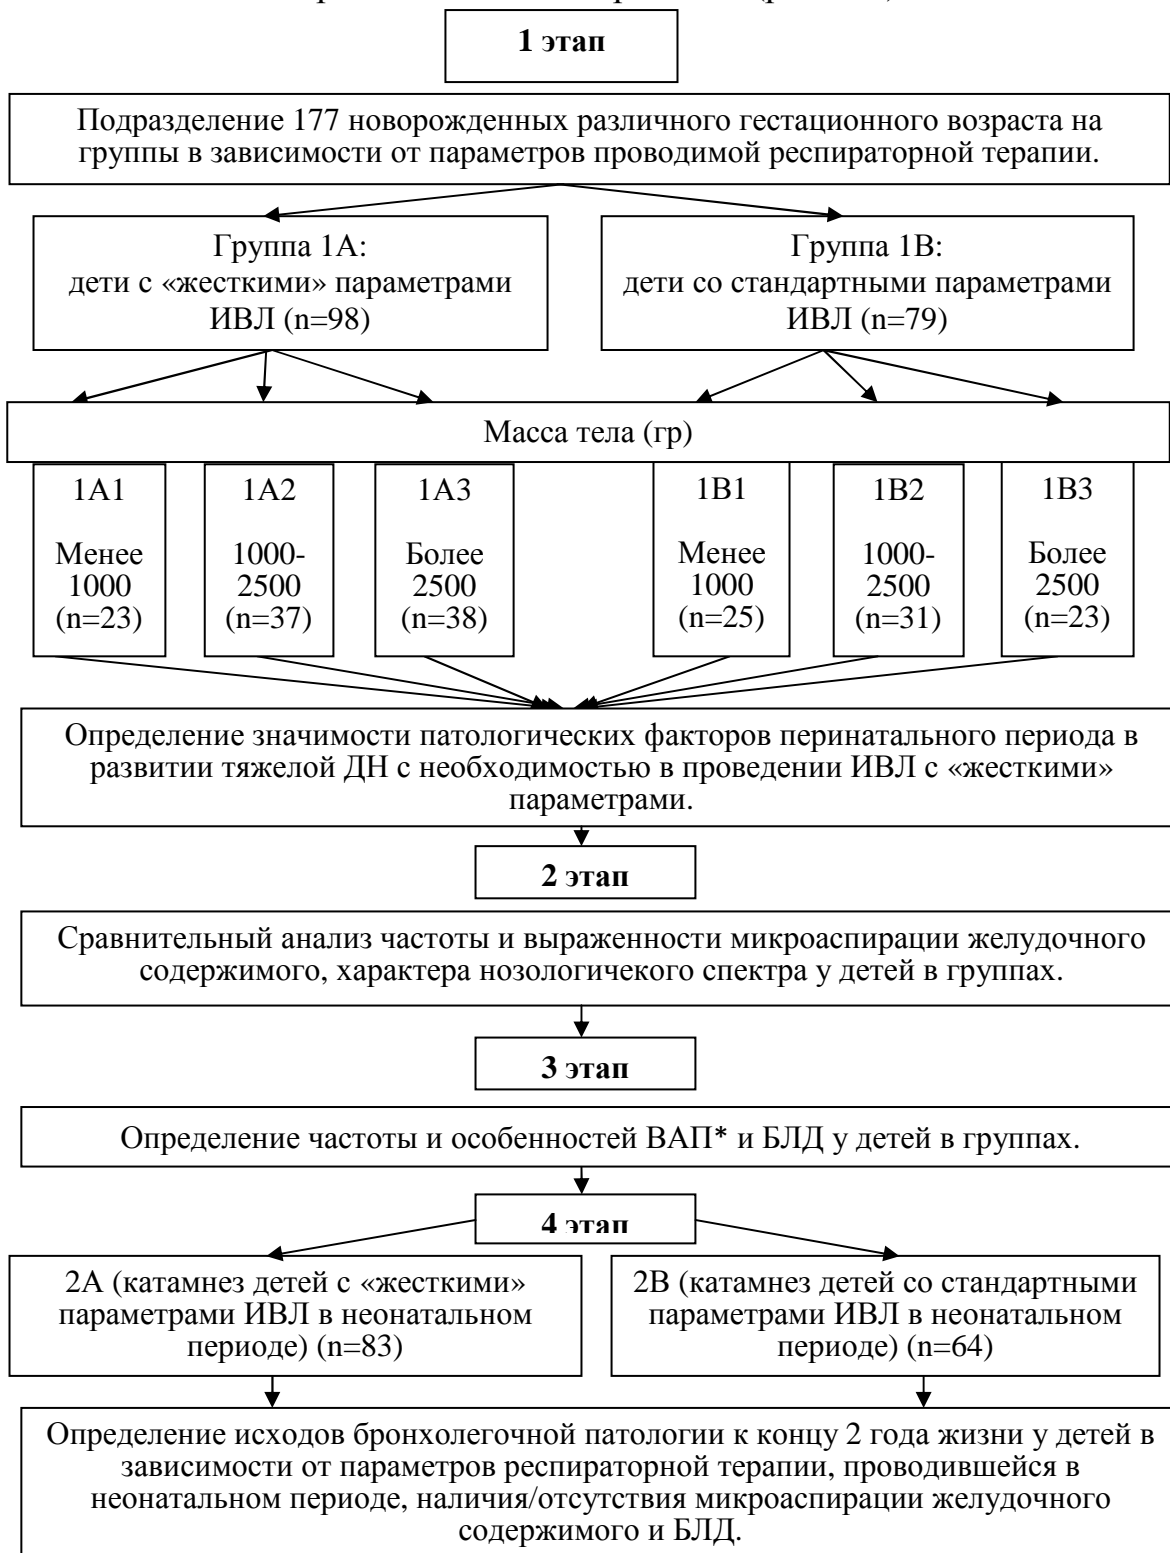 1 этап
Подразделение 177 новорожденных различного гестационного возраста на
группы в зависимости от параметров проводимой респираторной терапии.
Группа 1А:
дети с «жесткими» параметрами
ИВЛ (n=98)
Группа 1В:
дети со стандартными параметрами
ИВЛ (n=79)
Масса тела (гр)
1А1
Менее
1000
(n=23)
1А2
1000-
2500
(n=37)
1А3
Более
2500
(n=38)
1В1
Менее
1000
(n=25)
1В2
1000-
2500
(n=31)
1В3
Более
2500
(n=23)
Определение значимости патологических факторов перинатального периода в
развитии тяжелой ДН с необходимостью в проведении ИВЛ с «жесткими»
параметрами.
2 этап
Сравнительный анализ частоты и выраженности микроаспирации желудочного
содержимого, характера нозологичекого спектра у детей в группах.
3 этап
Определение частоты и особенностей ВАП* и БЛД у детей в группах.
4 этап
2А (катамнез детей с «жесткими»
параметрами ИВЛ в неонатальном
периоде) (n=83)
2В (катамнез детей со стандартными
параметрами ИВЛ в неонатальном
периоде) (n=64)
Определение исходов бронхолегочной патологии к концу 2 года жизни у детей в
зависимости от параметров респираторной терапии, проводившейся в
неонатальном периоде, наличия/отсутствия микроаспирации желудочного
содержимого и БЛД.